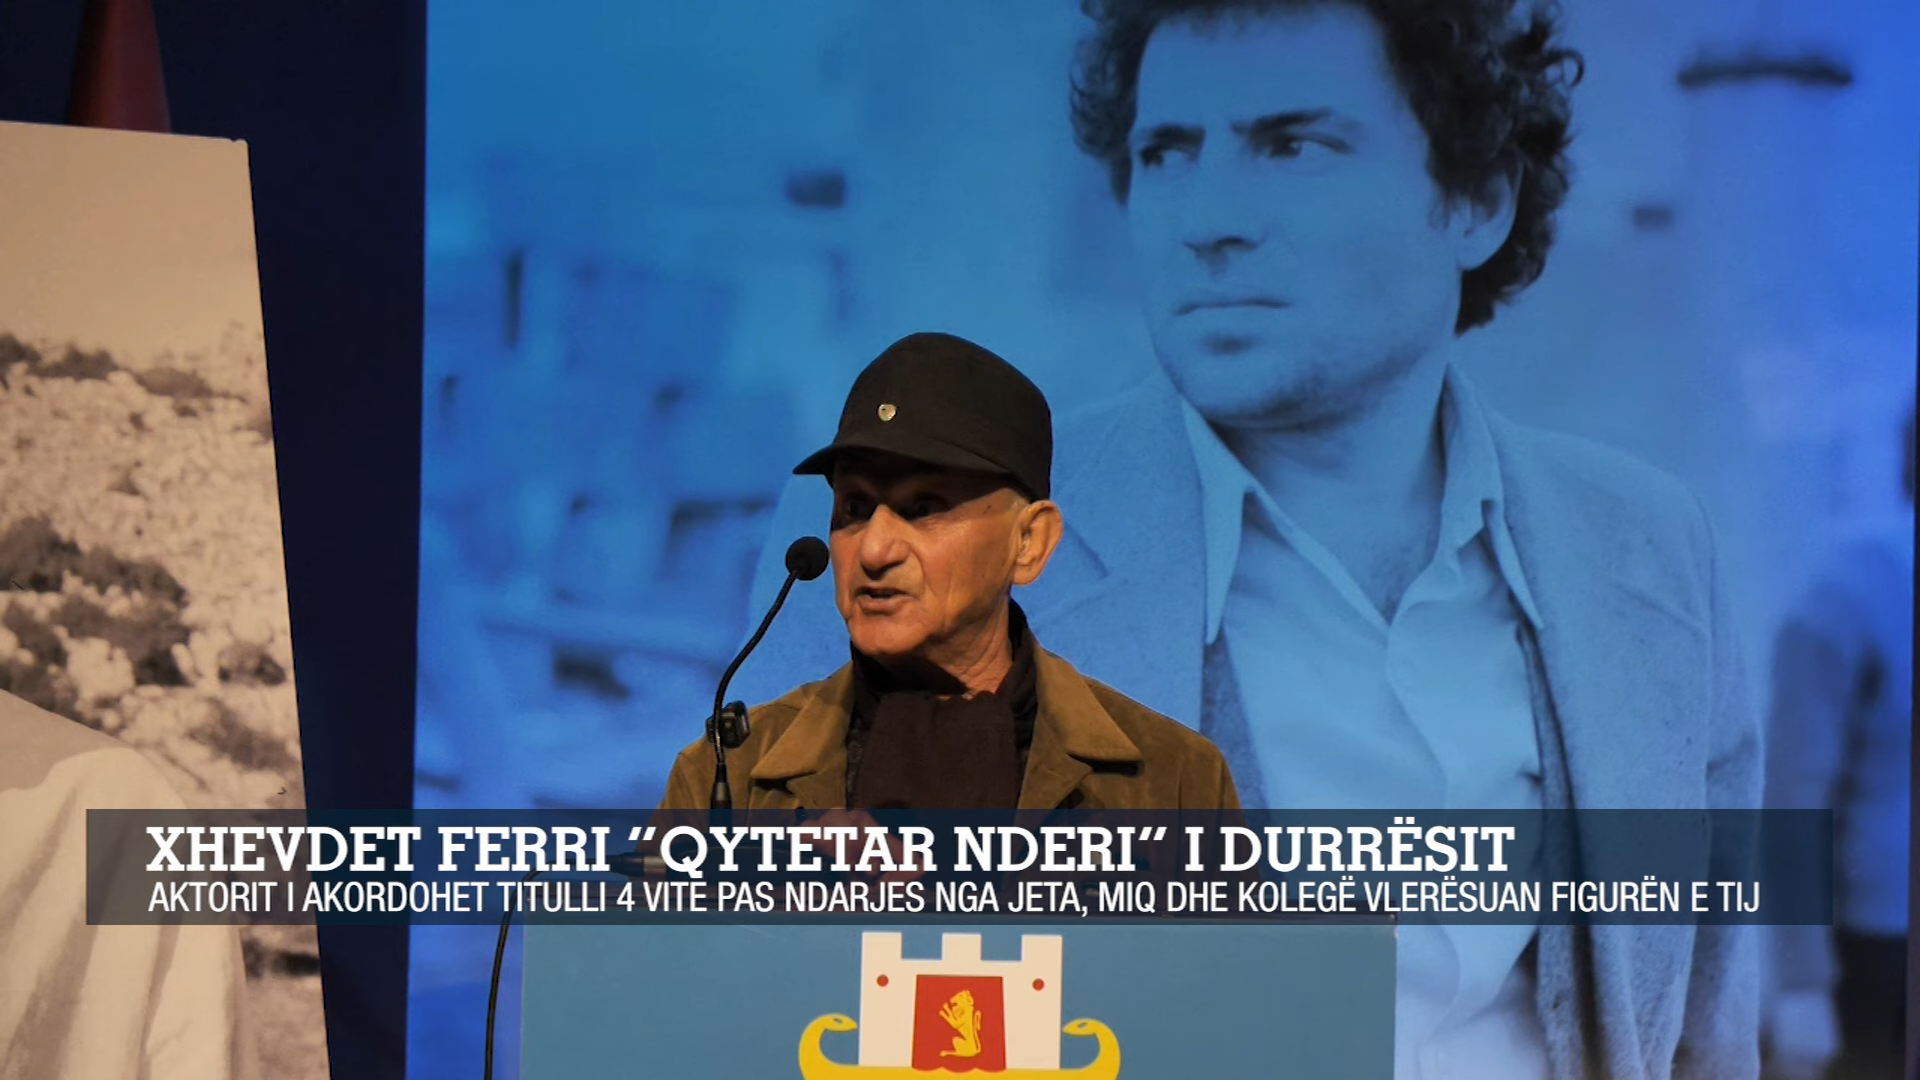 XHEVDET FERRI “QYTETAR NDERI“ I DURRËSIT
AKTORIT I AKORDOHET TITULLI 4 VITE PAS NDARJES NGA JETA, MIQ DHE KOLEGË VLERËSUAN FIGURËN E TIJ